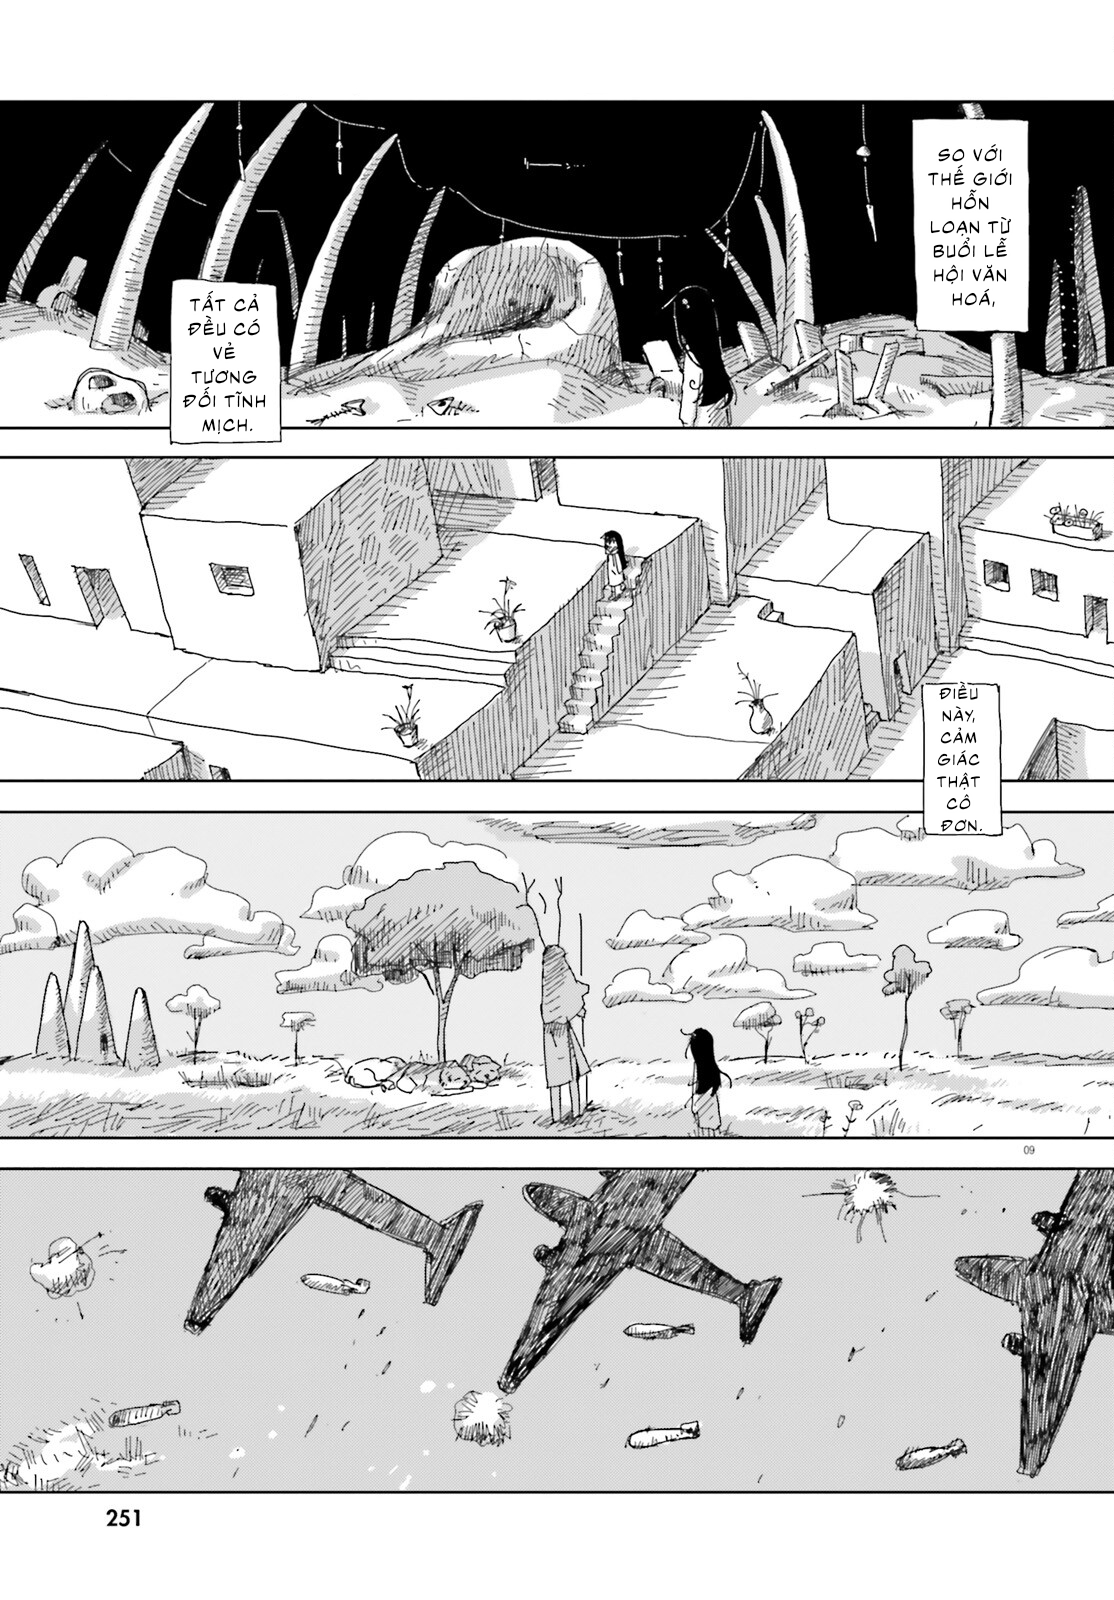 SO VỚI
THẾ GIỚI
HỖN
LOẠN TỪ
BUỔI LỄ
HỘI VĂN
HOÁ,
TẤT CẢ
ĐỀU CÓ
VẺ
TƯƠNG
ĐỐI TĨNH
MỊCH.
ĐIỀU
NÀY,
CẢM
GIÁC
THẬT
CÔ
ĐƠN.
09
251